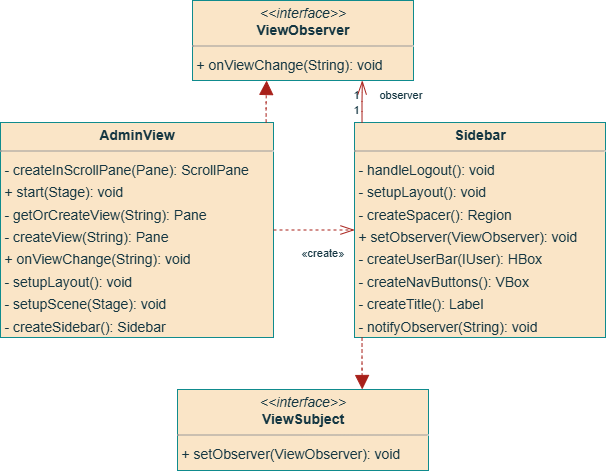 <<interface>>
ViewObserver
+ onViewChange(String): void
1
observer
1
AdminView
- createInScrollPane(Pane): ScrollPane
+ start(Stage): void
- getOrCreateView(String): Pane
- createView(String): Pane
+ onViewChange(String): void
- setupLayout(): void
- setupScene(Stage): void
- createSidebar(): Sidebar
«create»
Sidebar
- handleLogout(): void
- setupLayout(): void
- createSpacer(): Region
+ setObserver(ViewObserver): void
- createUserBar(IUser): HBox
- createNavButtons(): VBox
- createTitle(): Label
- notifyObserver(String): void
<<interface>>
ViewSubject
+ setObserver(ViewObserver): void